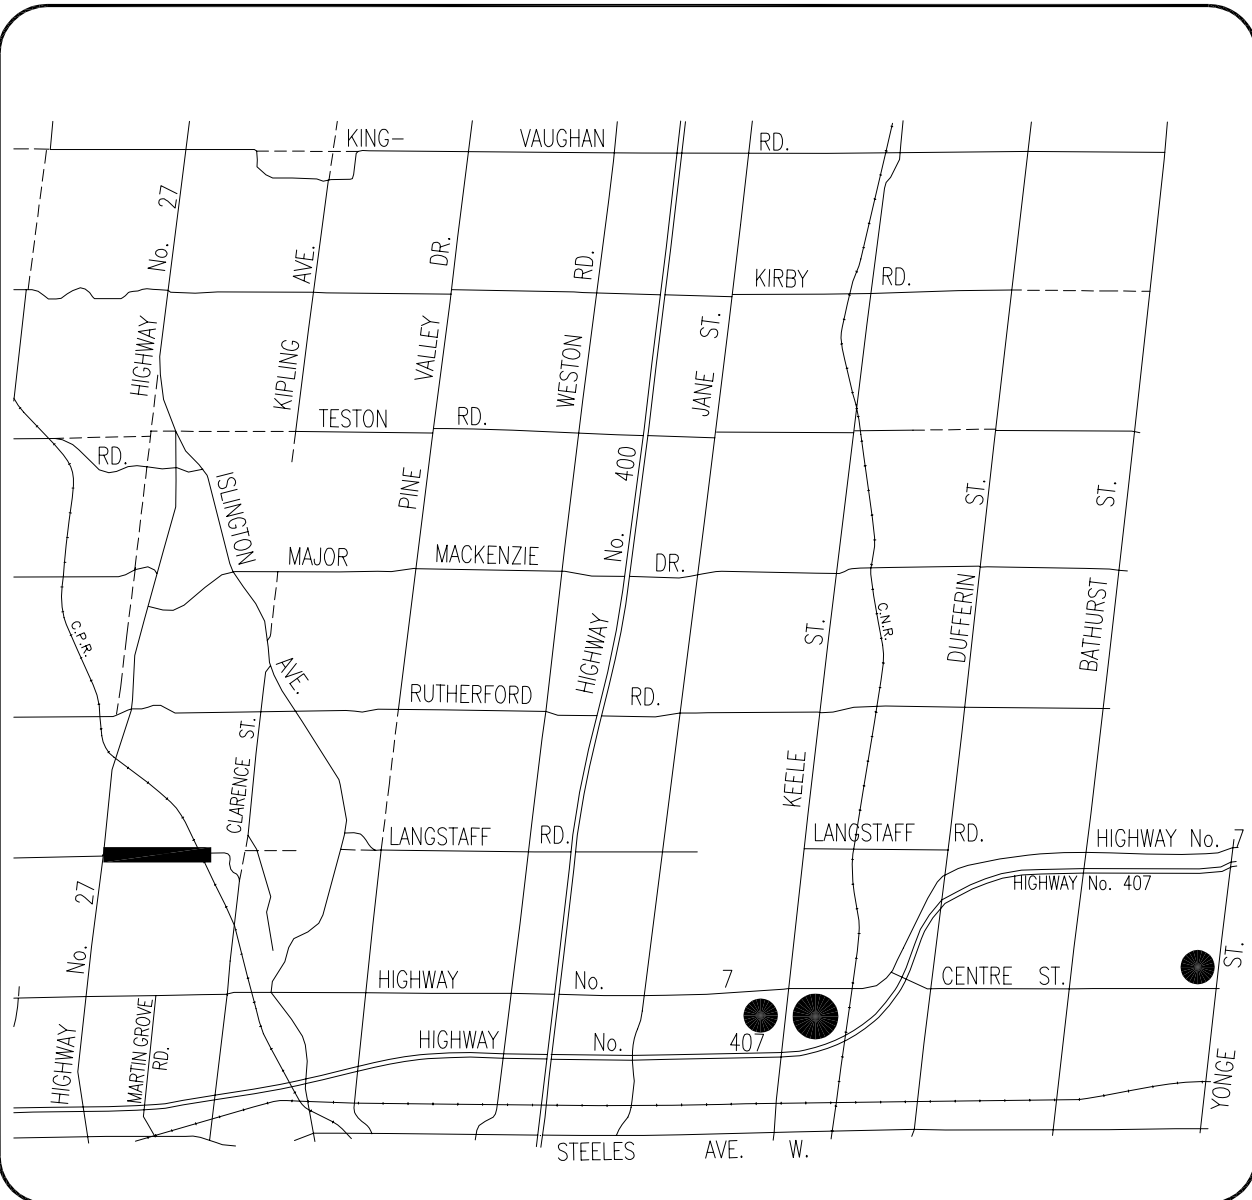 KING– VAUGHAN RD.
HIGHWAY No. 27
KIPLING AVE.
PINE VALLEY DR.
WESTON RD.
JANE ST.
KIRBY RD.
TESTON RD.
RD.
ISLINGTON AVE.
HIGHWAY No. 400
MAJOR MACKENZIE DR.
C.P.R.
C.N.R.
KEELE ST.
DUFFERIN ST.
BATHURST ST.
RUTHERFORD RD.
CLARENCE ST.
LANGSTAFF RD.
LANGSTAFF RD.
HIGHWAY No. 7
HIGHWAY No. 407
HIGHWAY No. 27
MARTIN GROVE RD.
HIGHWAY No. 7
CENTRE ST.
HIGHWAY No. 407
YONGE ST.
STEELES AVE. W.